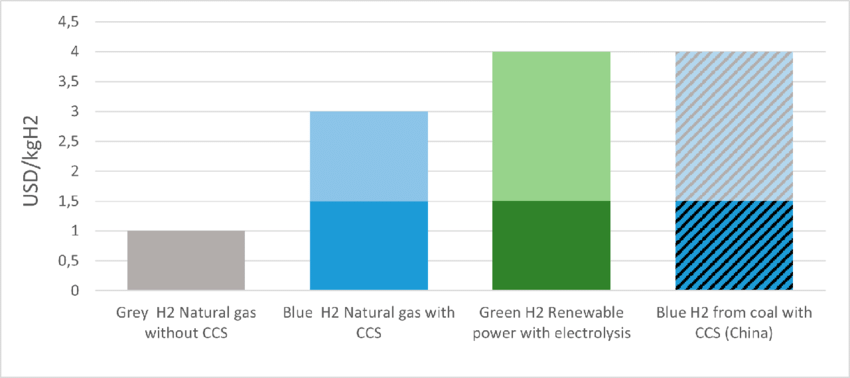 4,5
4
3,5
3
2,5
2
1,5
1
0,5
0
USD/kgH2
Grey H2 Natural gas
without CCS
Blue H2 Natural gas with
CCS
Green H2 Renewable
power with electrolysis
Blue H2 from coal with
CCS (China)